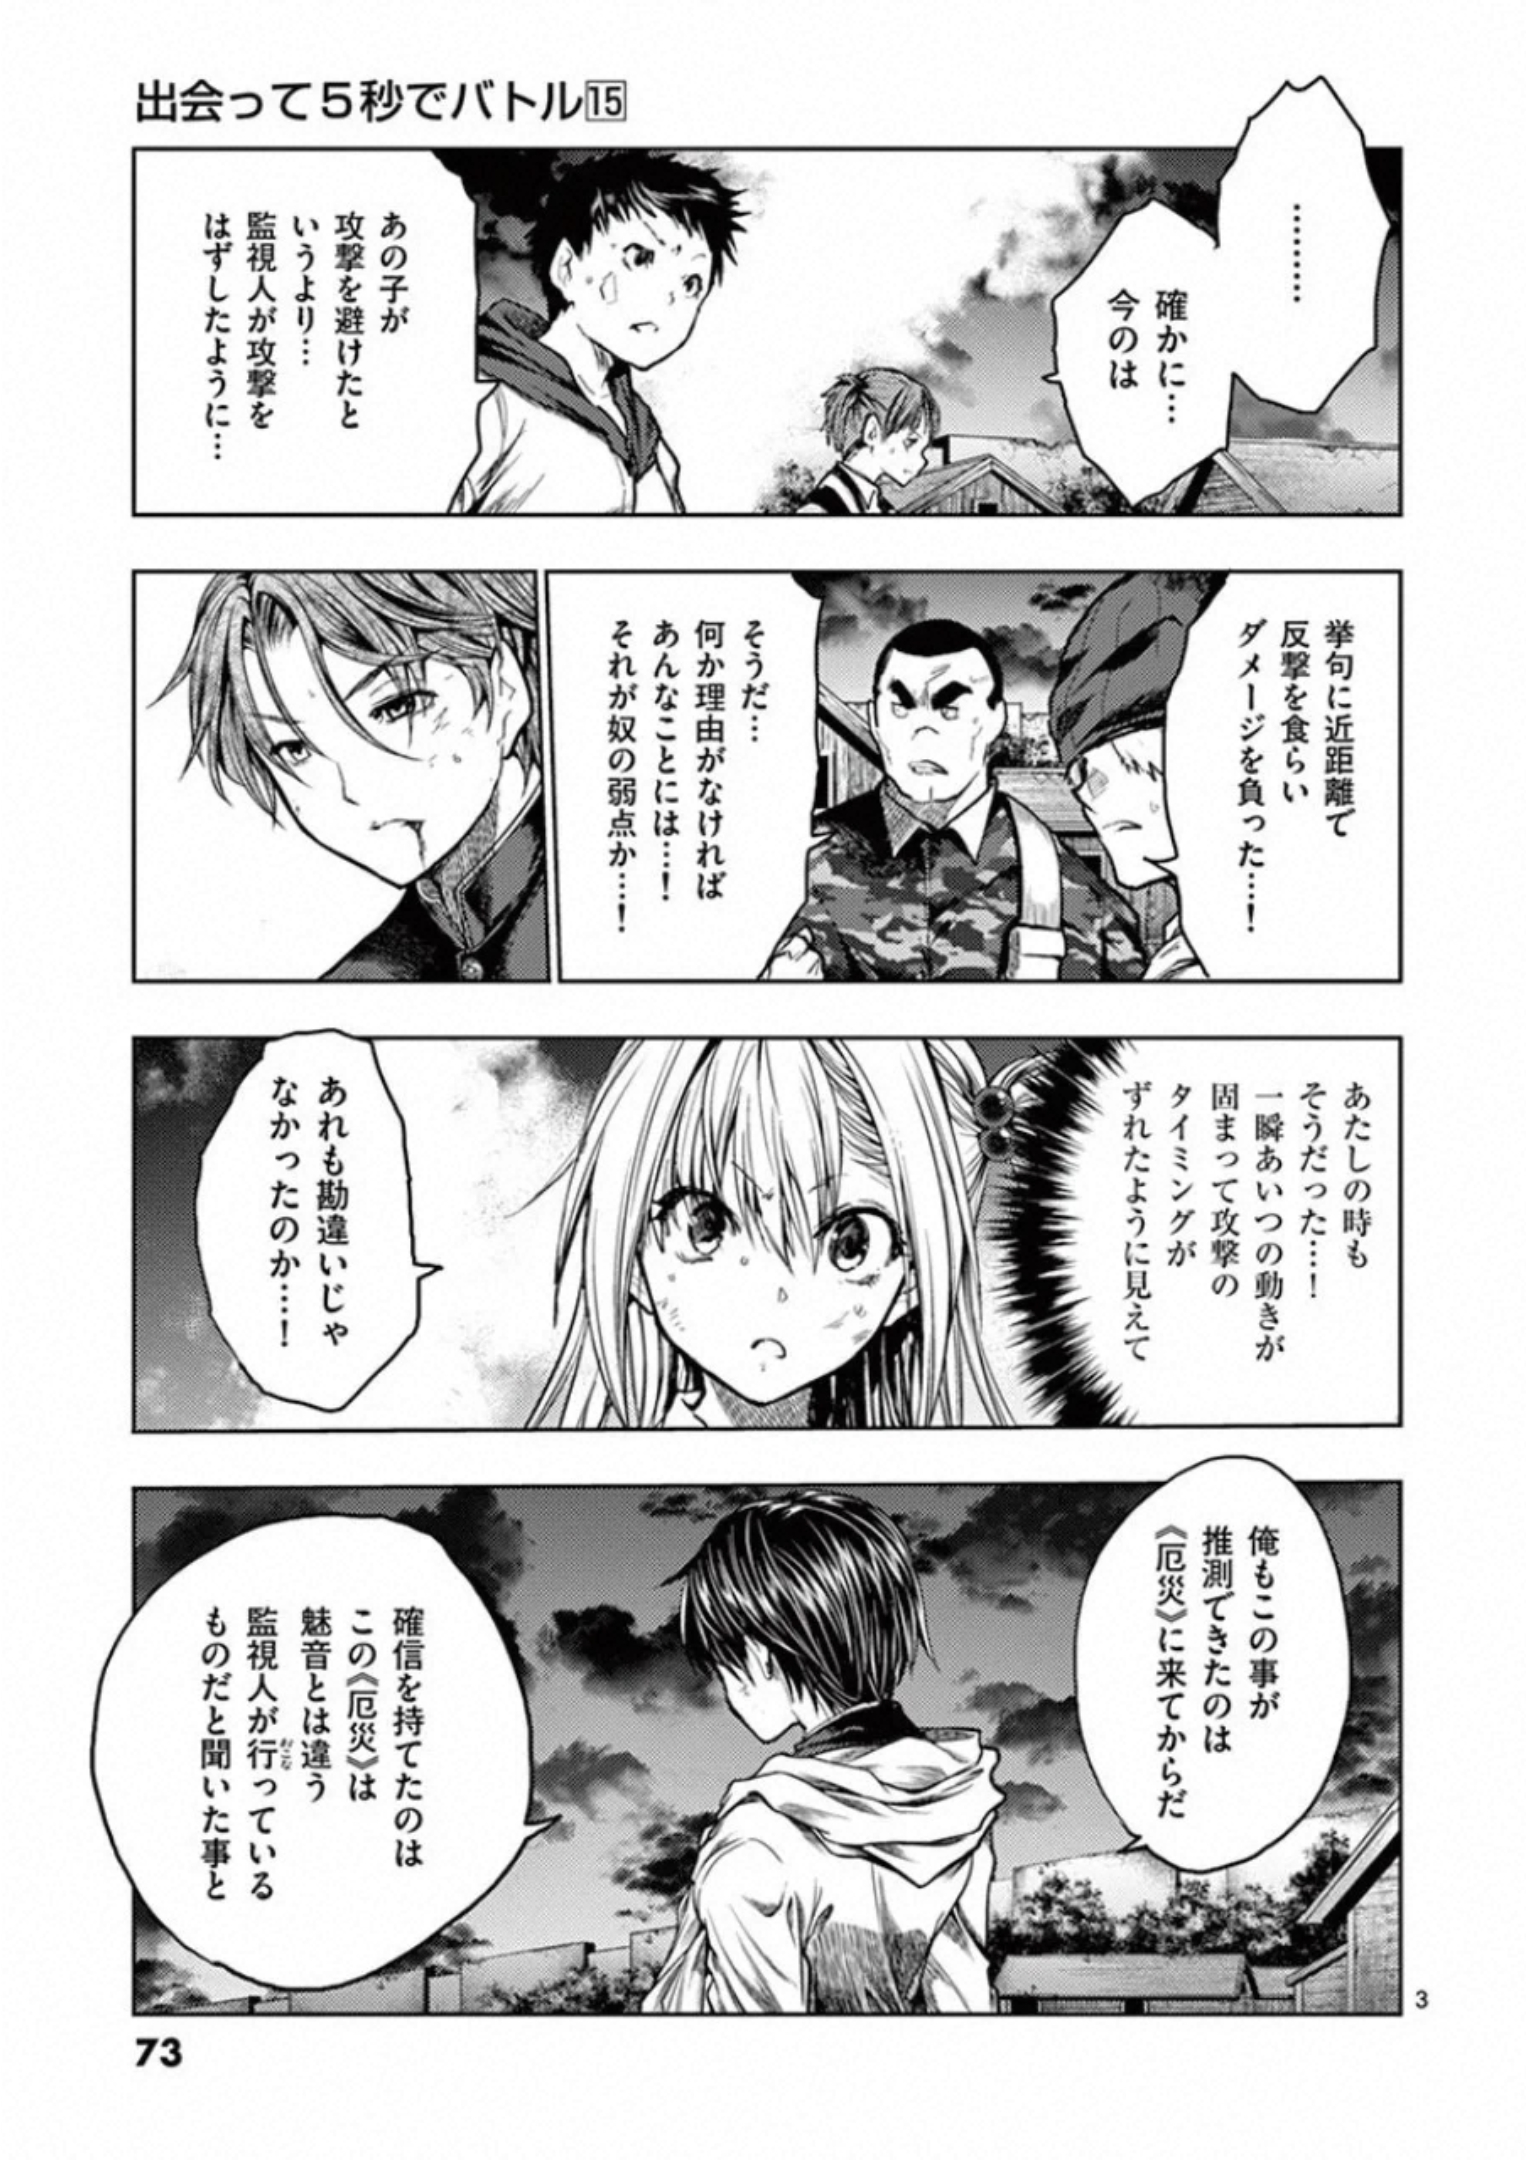 出会って5秒でバトル15
………
確かに…
今のは
あの子が
攻撃を避けたと
いうより…
監視人が攻撃を
はずしたように…
挙句に近距離で
反撃を食らい
ダメージを負った…!
そうだ…
何か理由がなければ
あんなことには…!
それが奴の弱点か…!
あたしの時も
そうだった…!
一瞬あいつの動きが
固まって攻撃の
タイミングが
ずれたように見えて
あれも勘違いじゃ
なかったのか…!
俺もこの事が
推測できたのは
《厄災》に来てからだ
確信を持てたのは
この《厄災》は
魅音とは違う
監視人が行っている
おこな
ものだと聞いた事と
3
73